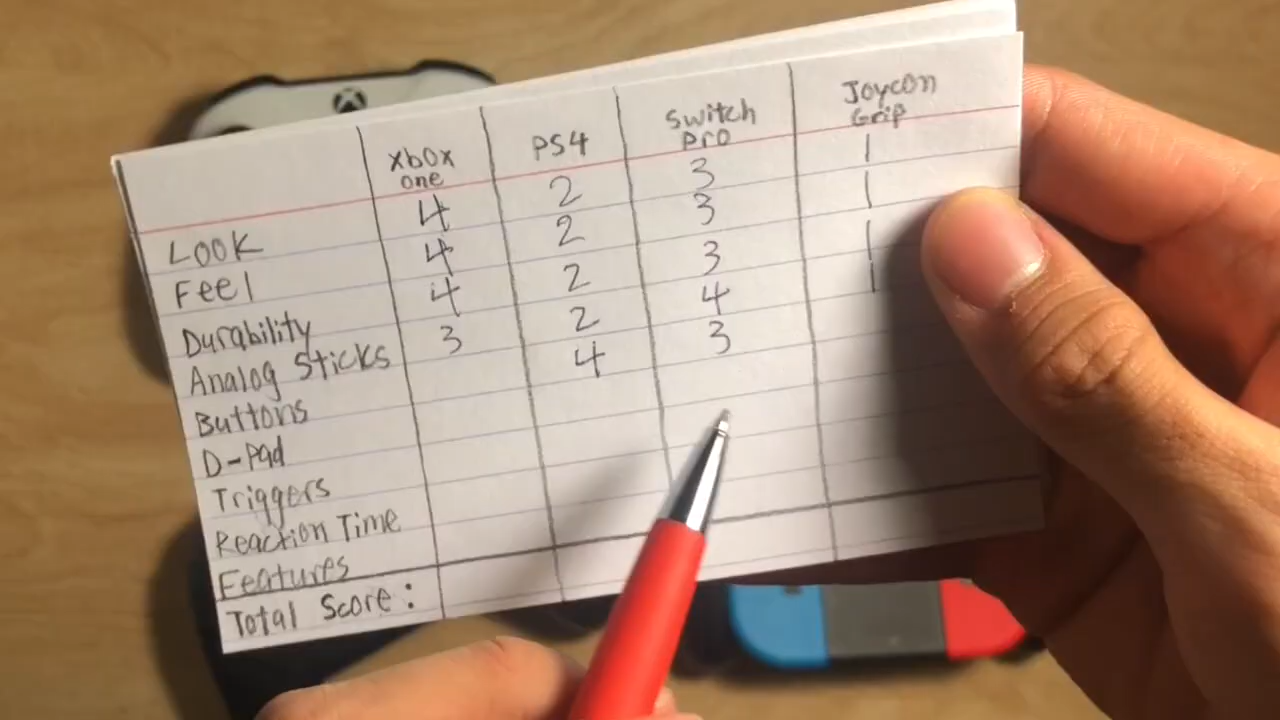 xbox one PS4 Switch Pro Joycon Grip
Look 4 2 3 1
Feel 4 2 3 1
Durability 4 2 3 1
Analog Sticks 3 2 4 1
Buttons 4 3
D-Pad
Triggers
Reaction Time
Features
Total Score: